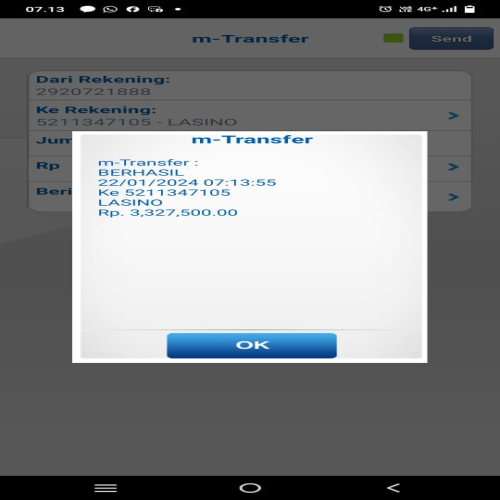 07.13
4G+
m-Transfer
Send
Dari Rekening:
2920721888
Ke Rekening:
5211347105 - LASINO
Jum
Rp
Beri
m-Transfer
m-Transfer :
BERHASIL
22/01/2024 07:13:55
Ke 5211347105
LASINO
Rp. 3,327,500.00
OK